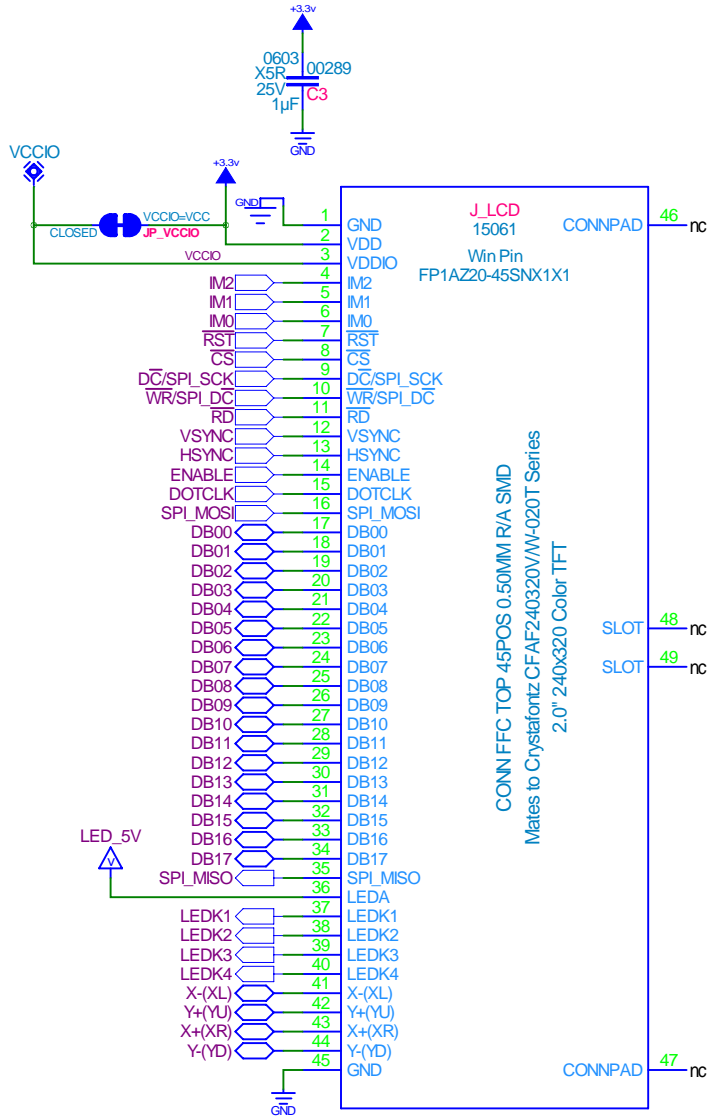 +3.3v
0603 00289
X5R
25V C3
1µF
GND
VCCIO
+3.3v
CLOSED VCCIO=VCC
JP_VCCIO
VCCIO
GND
J_LCD
15061
Win Pin
FP1AZ20-45SNX1X1
1 GND CONNPAD 46 nc
2 VDD
3 VDDIO
IM2 4 IM2
IM1 5 IM1
IM0 6 IM0
R̅S̅T̅ 7 R̅S̅T̅
C̅S̅ 8 C̅S̅
DC̅/SPI_SCK 9 DC̅/SPI_SCK
W̅R̅/SPI_DC̅ 10 W̅R̅/SPI_DC̅
R̅D̅ 11 R̅D̅
VSYNC 12 VSYNC
HSYNC 13 HSYNC
ENABLE 14 ENABLE
DOTCLK 15 DOTCLK
SPI_MOSI 16 SPI_MOSI
DB00 17 DB00
DB01 18 DB01
DB02 19 DB02
DB03 20 DB03
DB04 21 DB04
DB05 22 DB05 SLOT 48 nc
DB06 23 DB06
DB07 24 DB07 SLOT 49 nc
DB08 25 DB08
DB09 26 DB09
DB10 27 DB10
DB11 28 DB11
DB12 29 DB12
DB13 30 DB13
DB14 31 DB14
DB15 32 DB15
DB16 33 DB16
DB17 34 DB17
SPI_MISO 35 SPI_MISO
LED_5V
V
36 LEDA
LEDK1 37 LEDK1
LEDK2 38 LEDK2
LEDK3 39 LEDK3
LEDK4 40 LEDK4
X-(XL) 41 X-(XL)
Y+(YU) 42 Y+(YU)
X+(XR) 43 X+(XR)
Y-(YD) 44 Y-(YD)
45 GND CONNPAD 47 nc
GND
CONN FFC TOP 45POS 0.50MM R/A SMD
Mates to Crystafontz CFAF240320V/W-020T Series
2.0" 240x320 Color TFT